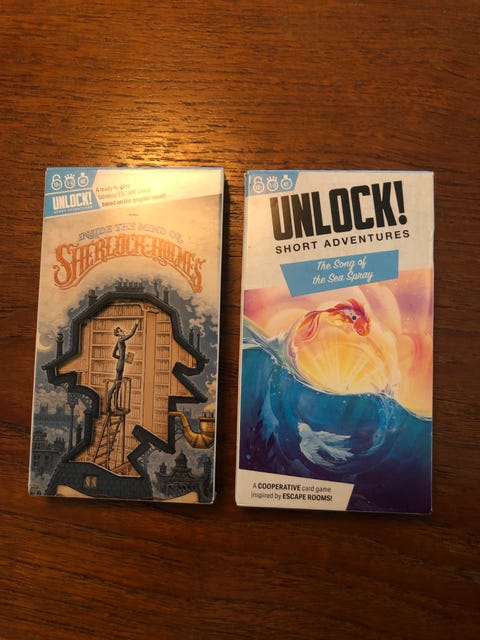 UNLOCK!
SHORT ADVENTURES
A ready-to-play
fabulous ESCAPE GAME
based on the graphic novel!
INSIDE THE MIND OF
SHERLOCK HOLMES
UNLOCK!
SHORT ADVENTURES
The Song of
the Sea Spray
A COOPERATIVE card game
inspired by ESCAPE ROOMS!